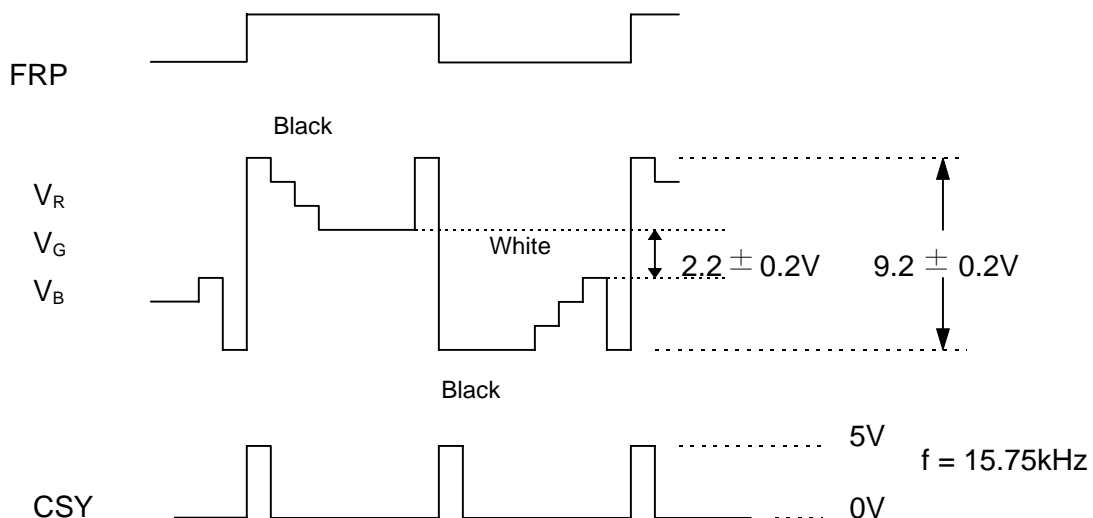 FRP
Black
V_R
V_G
White
2.2 ± 0.2V
9.2 ± 0.2V
V_B
Black
5V
f = 15.75kHz
CSY
0V